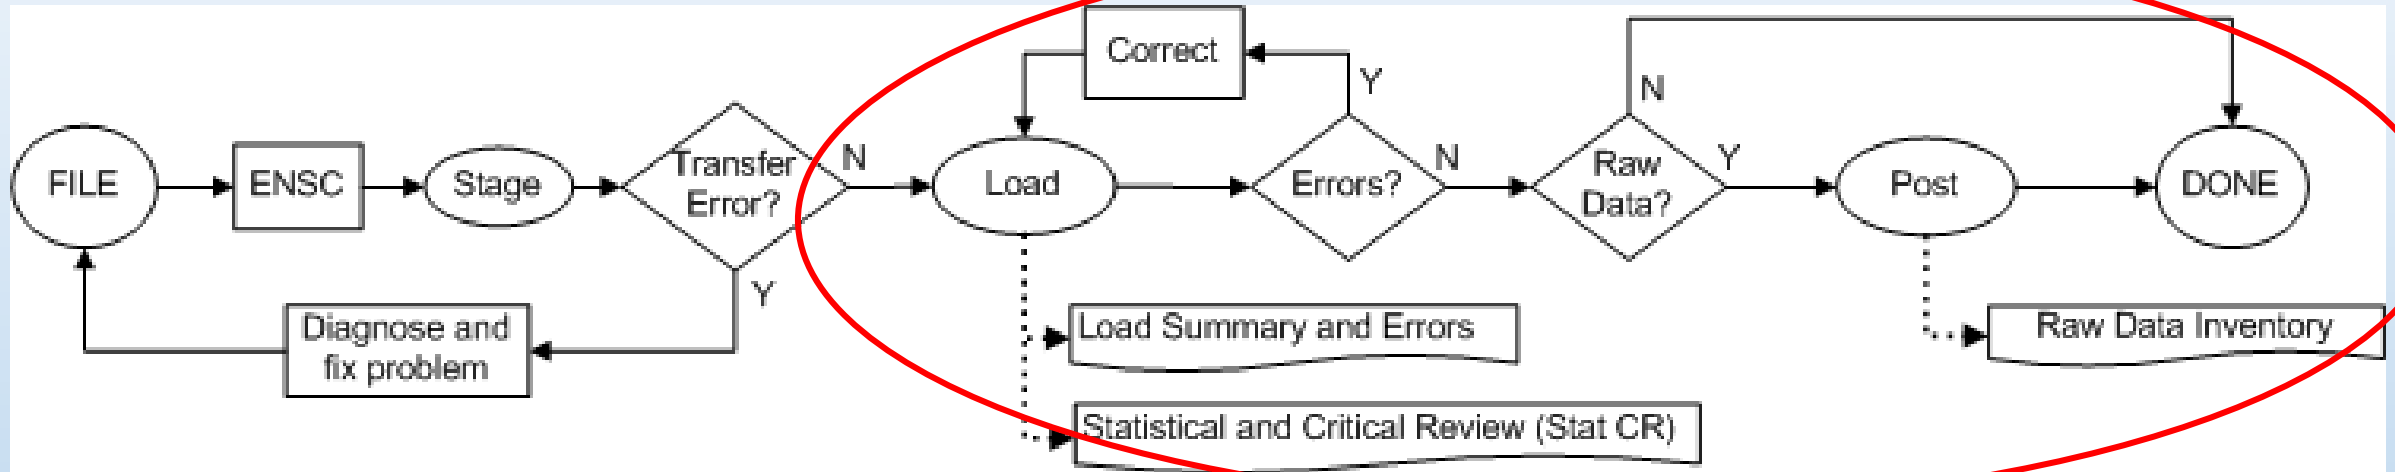 FILE
ENSC
Stage
Transfer
Error?
N
Y
Diagnose and
fix problem
Correct
Load
Errors?
Y
N
Raw
Data?
N
Y
Post
DONE
Load Summary and Errors
Statistical and Critical Review (Stat CR)
Raw Data Inventory